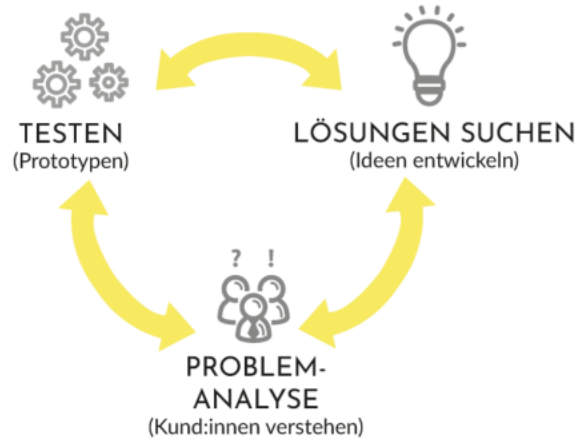 TESTEN
(Prototypen)
LÖSUNGEN SUCHEN
(Ideen entwickeln)
? !
PROBLEM-
ANALYSE
(Kund:innen verstehen)